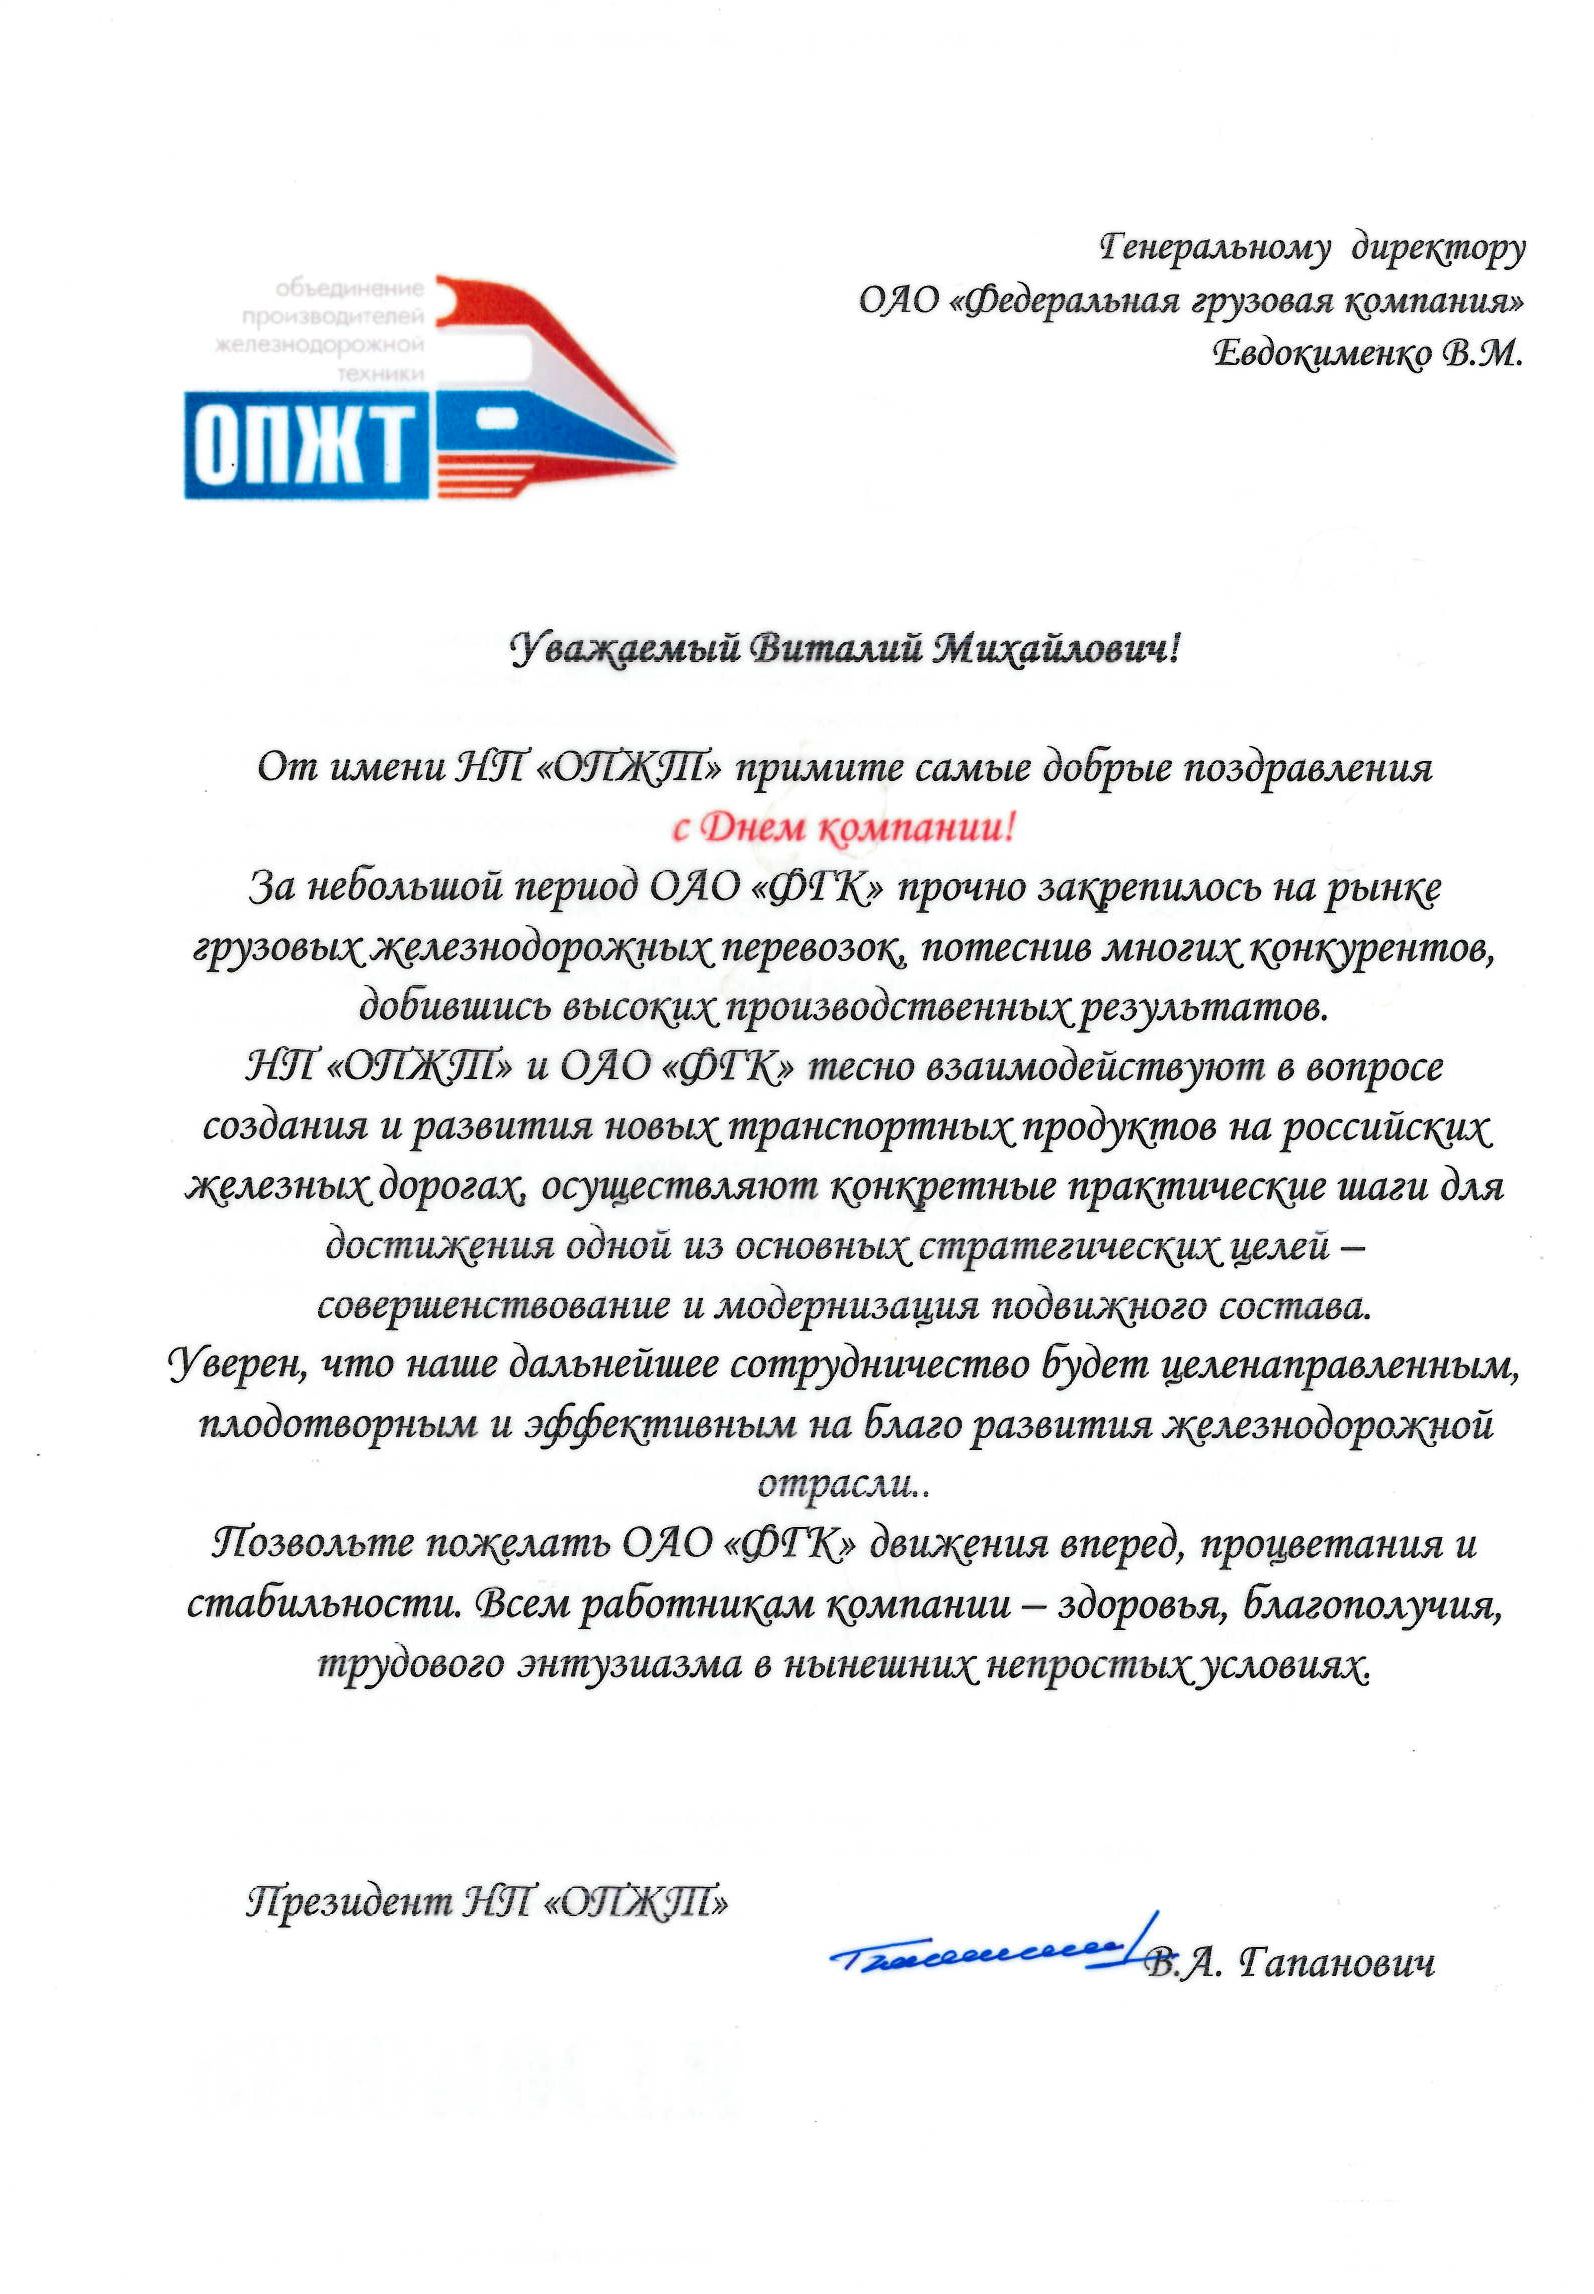 Генеральному директору
ОАО «Федеральная грузовая компания»
Евдокименко В.М.
объединение
производителей
железнодорожной
техники
ОПЖТ
Уважаемый Виталий Михайлович!
От имени НП «ОПЖТ» примите самые добрые поздравления
с Днем компании!
За небольшой период ОАО «ФГК» прочно закрепилось на рынке
грузовых железнодорожных перевозок, потеснив многих конкурентов,
добившись высоких производственных результатов.
НП «ОПЖТ» и ОАО «ФГК» тесно взаимодействуют в вопросе
создания и развития новых транспортных продуктов на российских
железных дорогах, осуществляют конкретные практические шаги для
достижения одной из основных стратегических целей –
совершенствование и модернизация подвижного состава.
Уверен, что наше дальнейшее сотрудничество будет целенаправленным,
плодотворным и эффективным на благо развития железнодорожной
отрасли..
Позвольте пожелать ОАО «ФГК» движения вперед, процветания и
стабильности. Всем работникам компании – здоровья, благополучия,
трудового энтузиазма в нынешних непростых условиях.
Президент НП «ОПЖТ»
В.А. Гапанович